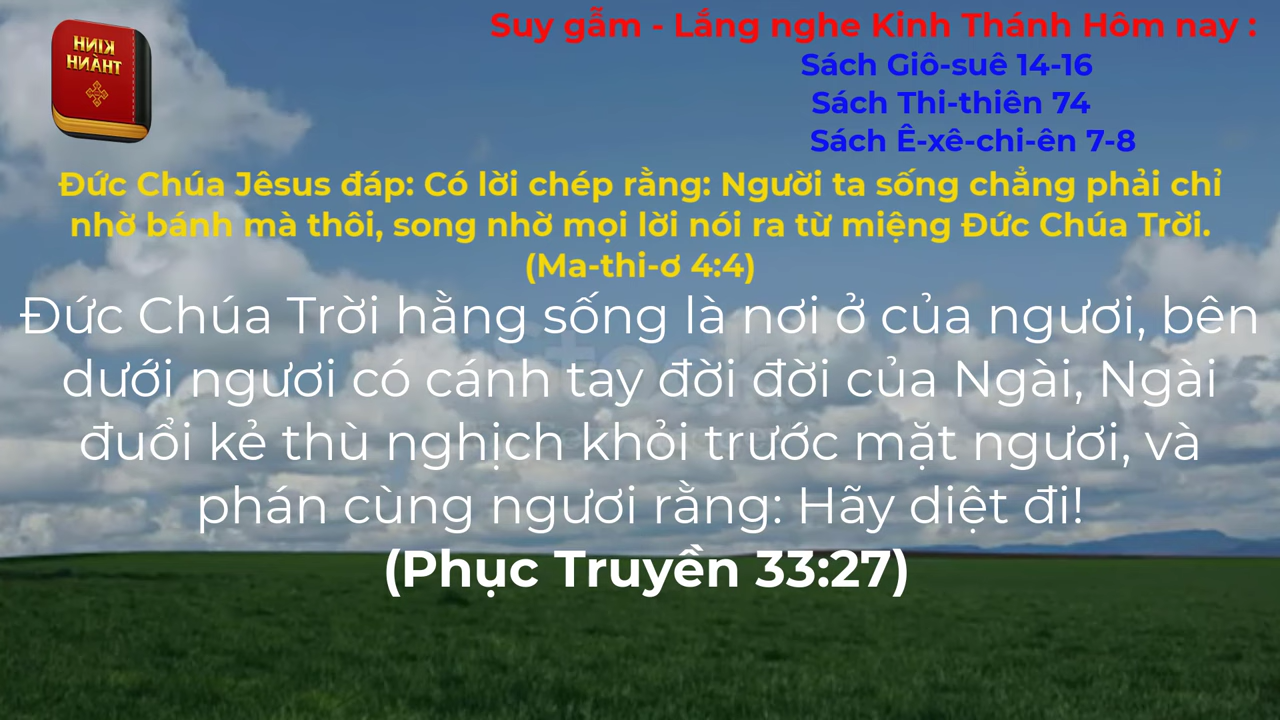 Suy gẫm - Lắng nghe Kinh Thánh Hôm nay :
Sách Giô-suê 14-16
Sách Thi-thiên 74
Sách Ê-xê-chi-ên 7-8
KINH
THÁNH
Đức Chúa Jêsus đáp: Có lời chép rằng: Người ta sống chẳng phải chỉ
nhờ bánh mà thôi, song nhờ mọi lời nói ra từ miệng Đức Chúa Trời.
(Ma-thi-ơ 4:4)
Đức Chúa Trời hằng sống là nơi ở của ngươi, bên
dưới ngươi có cánh tay đời đời của Ngài, Ngài
đuổi kẻ thù nghịch khỏi trước mặt ngươi, và
phán cùng ngươi rằng: Hãy diệt đi!
(Phục Truyền 33:27)